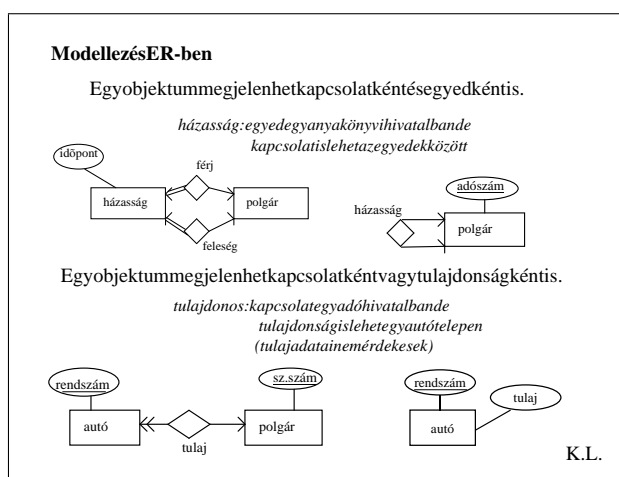 ModellezésER-ben
Egyobjektummegjelenhetkapcsolatkéntésegyedkéntis.
házasság:egyedegyanyakönyvihivatalbande
kapcsolatislehetazegyedekközött
idõpont
férj
házasság
polgár
feleség
adószám
házasság
polgár
Egyobjektummegjelenhetkapcsolatkéntvagytulajdonságkéntis.
tulajdonos:kapcsolategyadóhivatalbande
tulajdonságislehetegyautótelepen
(tulajadatainemérdekesek)
rendszám
sz.szám
autó
polgár
tulaj
rendszám
tulaj
autó
K.L.